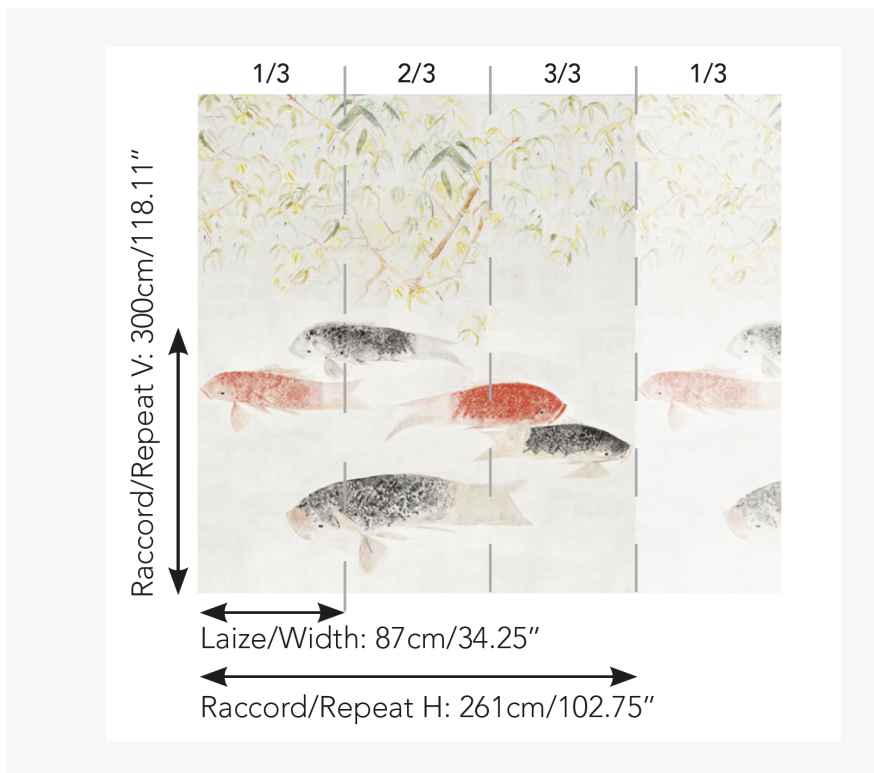 1/3
2/3
3/3
1/3
Raccord/Repeat V: 300cm/118.11”
Laize/Width: 87cm/34.25”
Raccord/Repeat H: 261cm/102.75”